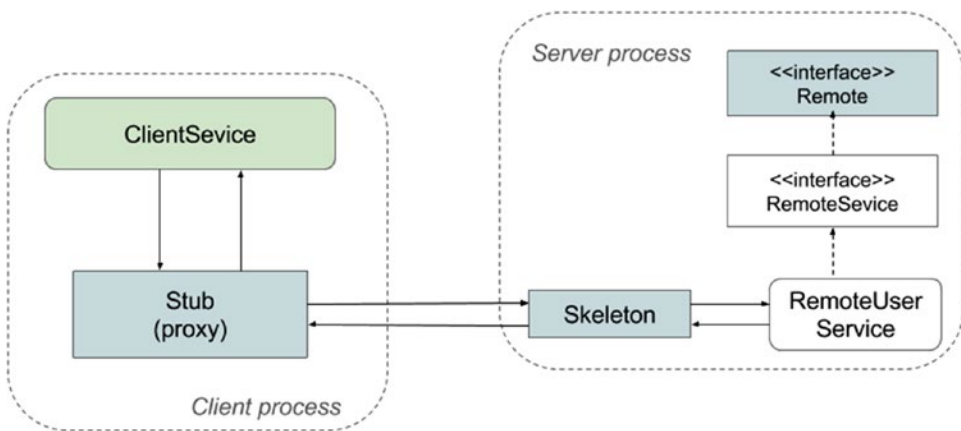 Server process
<<interface>>
Remote
ClientSevice
<<interface>>
RemoteSevice
Stub
(proxy)
Skeleton
RemoteUser
Service
Client process